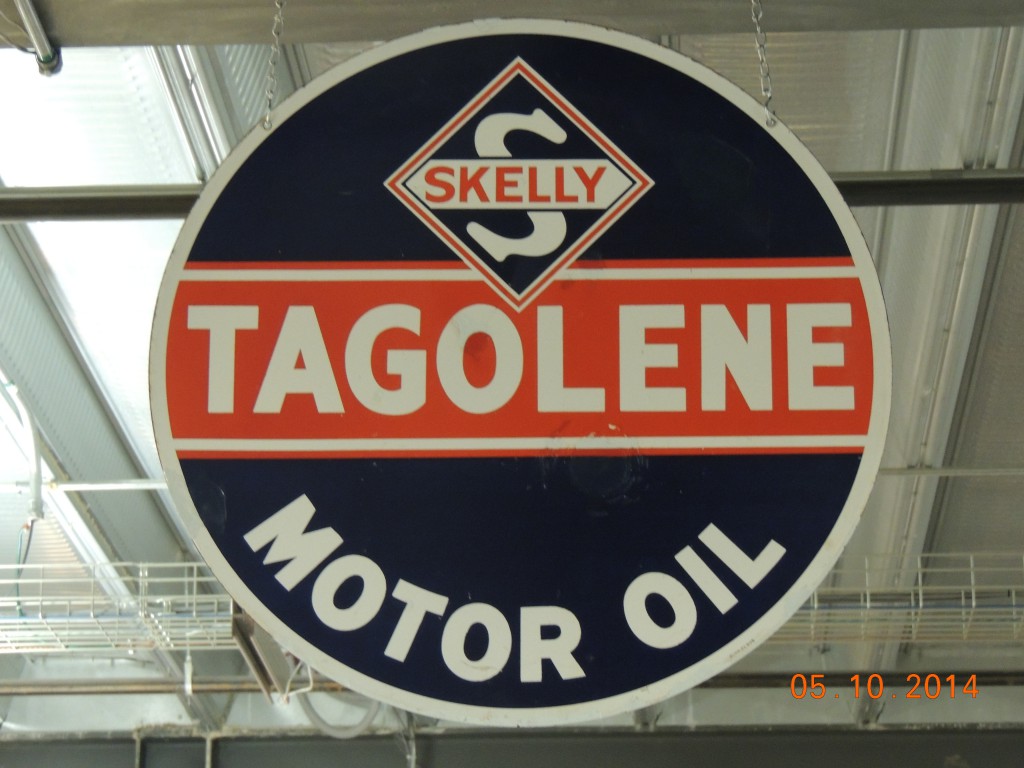 S
SKELLY
TAGOLENE
MOTOR OIL
05.10.2014